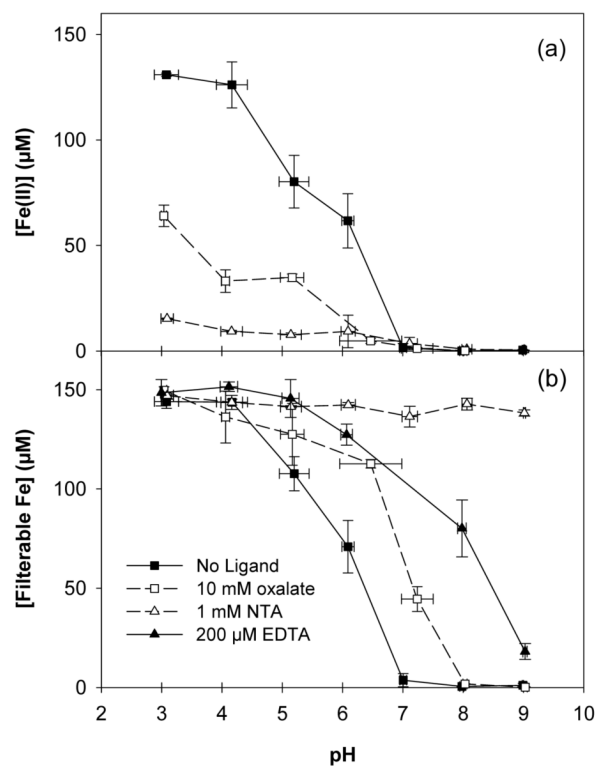 (a)
[Fe(II)] (µM)
150
100
50
0
(b)
[Filterable Fe] (µM)
150
100
50
0
No Ligand
10 mM oxalate
1 mM NTA
200 µM EDTA
2 3 4 5 6 7 8 9 10
pH